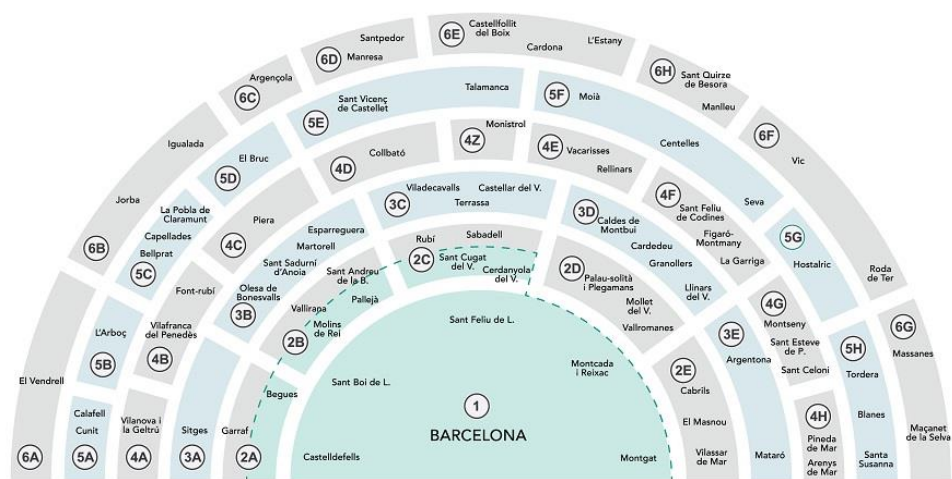 6E
Castellfollit
del Boix
L'Estany
Cardona
Santpedor
6D
Manresa
6H
Sant Quirze
de Besora
Manlleu
Argençola
6C
Talamanca
5F
Moià
Sant Vicenç
de Castellet
5E
6F
Vic
Igualada
Monistrol
4Z
4E
Vacarisses
Centelles
El Bruc
5D
4D
Collbató
Rellinars
Jorba
Viladecavalls
Castellar del V.
Terrassa
3C
4F
Sant Feliu
de Codines
Seva
La Pobla de
Claramunt
Piera
3D
Caldes de
Montbui
Figaró-
Montmany
Capellades
Esparreguera
Cardedeu
5G
6B
Bellprat
4C
Martorell
Rubí
Sabadell
La Garriga
5C
Sant Sadurní
d'Anoia
Sant Andreu
de la B.
2C
Sant Cugat
del V.
Cerdanyola
del V.
2D
Palau-solità
i Plegamans
Granollers
Hostalric
Roda
de Ter
Font-rubí
Olesa de
Bonesvalls
3B
Pallejà
Llinars
del V.
Vallirapa
Mollet
del V.
4G
Montseny
L'Arboç
Vilafranca
del Penedès
Molins
de Rei
Sant Feliu de L.
Vallromanes
6G
Massanes
5B
4B
2B
3E
Argentona
Sant Esteve
de P.
5H
Tordera
Montcada
i Reixac
2E
Cabrils
Sant Celoni
El Vendrell
Begues
Sant Boi de L.
Calafell
Cunit
Vilanova i
la Geltrú
Sitges
Garraf
1
BARCELONA
El Masnou
4H
Pineda
de Mar
Blanes
Maçanet
de la Selva
6A
5A
4A
3A
2A
Castelldefells
Montgat
Vilassar
de Mar
Mataró
Arenys
de Mar
Santa
Susanna